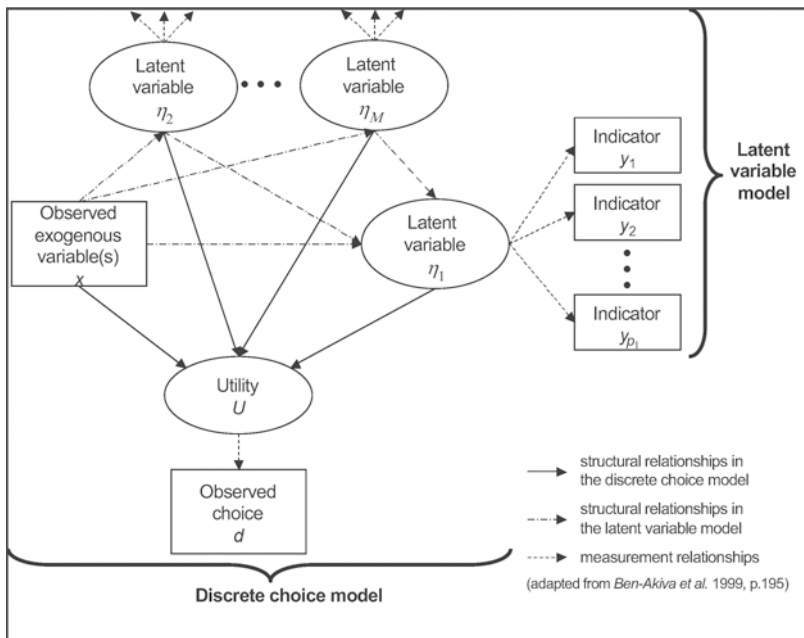 Latent
variable
η2
Latent
variable
ηM
Indicator
y1
Latent
variable
model
Observed
exogenous
variable(s)
x
Latent
variable
η1
Indicator
y2
Indicator
yp1
Utility
U
Observed
choice
d
structural relationships in
the discrete choice model
structural relationships in
the latent variable model
measurement relationships
(adapted from Ben-Akiva et al. 1999, p.195)
Discrete choice model